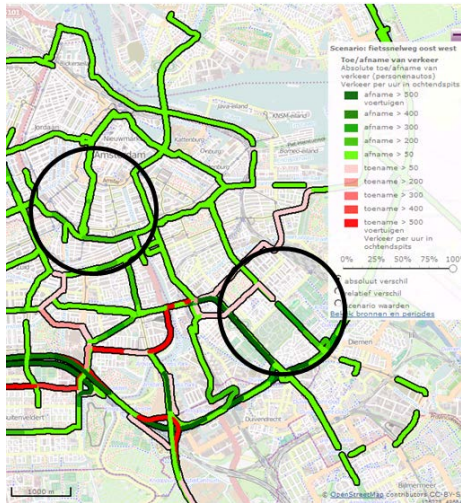 Scenario: fietssnelweg oost west
Toe/afname van verkeer
Absolute toe/afname van
verkeer (personenautos)
Verkeer per uur in ochtendspits
afname > 500
voertuigen
afname > 400
afname > 300
afname > 200
afname > 50
toename > 50
toename > 200
toename > 300
toename > 400
toename > 500
voertuigen
Verkeer per uur in
ochtendspits
0% 25% 50% 75% 100%
absoluut verschil
relatief verschil
scenario waarden
Bekijk bronnen en periodes
Nieuwmarkt
Kattenburg
Amsterdam
Java-eiland
KNSM-eiland
Borneo-eiland
Diemen
Duivendrecht
Bijlmermeer
1000 m
© OpenStreetMap contributors CC-BY-S